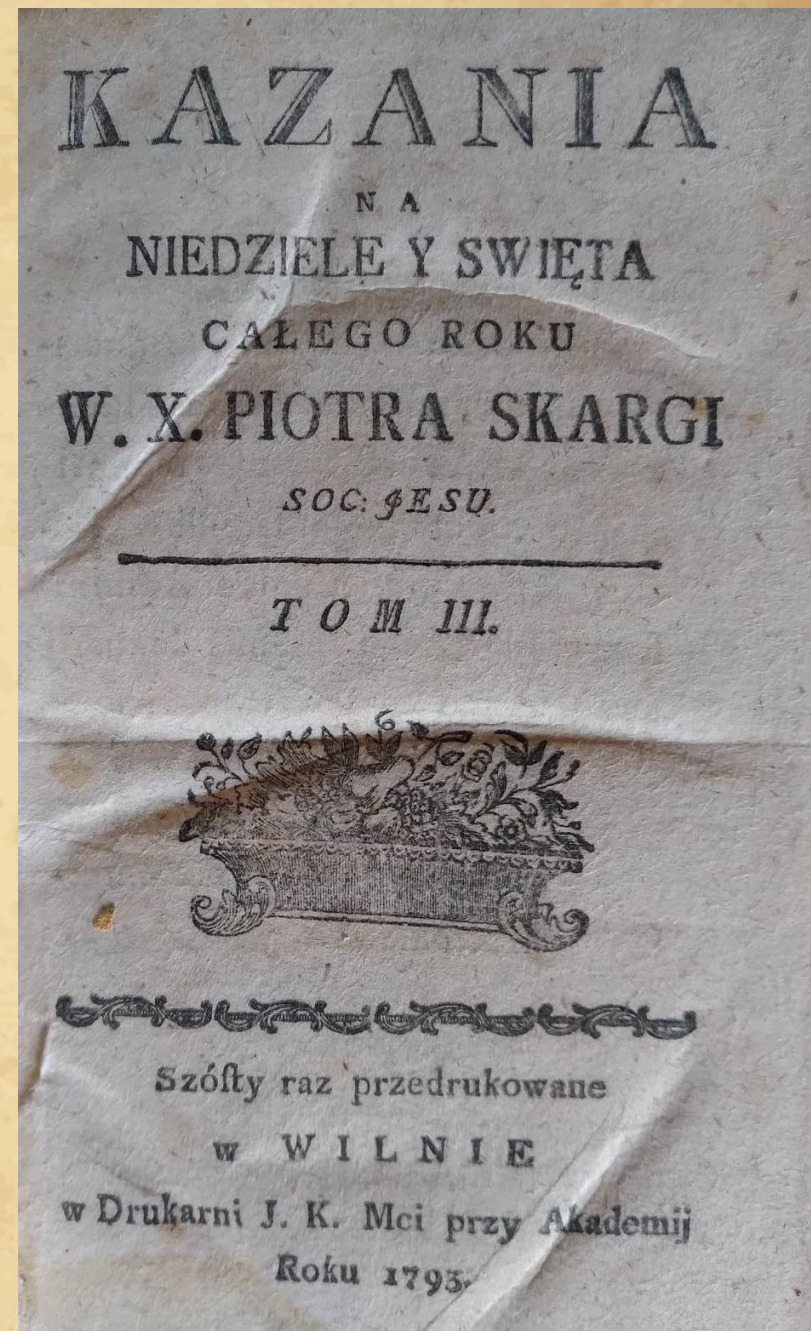 KAZANIA
NA
NIEDZIELE Y SWIĘTA
CAŁEGO ROKU
W. X. PIOTRA SKARGI
SOC: JESU.
TOM III.
Szósty raz przedrukowane
w WILNIE
w Drukarni J. K. Mci przy Akademij
Roku 1793.